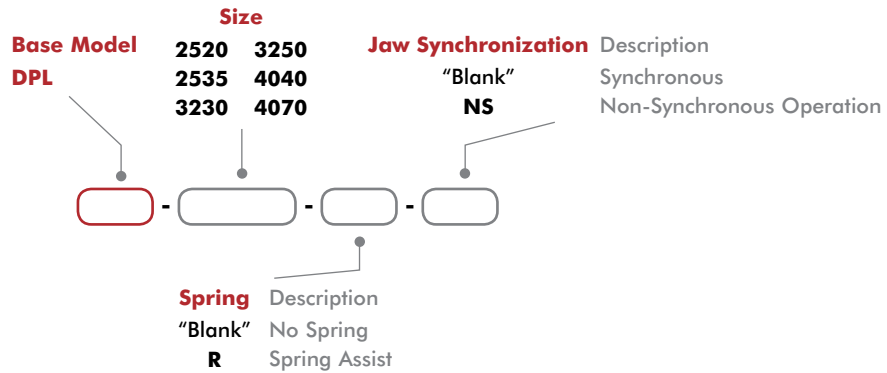 Size
Base Model 2520 3250 Jaw Synchronization Description
DPL 2535 4040 “Blank” Synchronous
3230 4070 NS Non-Synchronous Operation
- - -
Spring Description
“Blank” No Spring
R Spring Assist